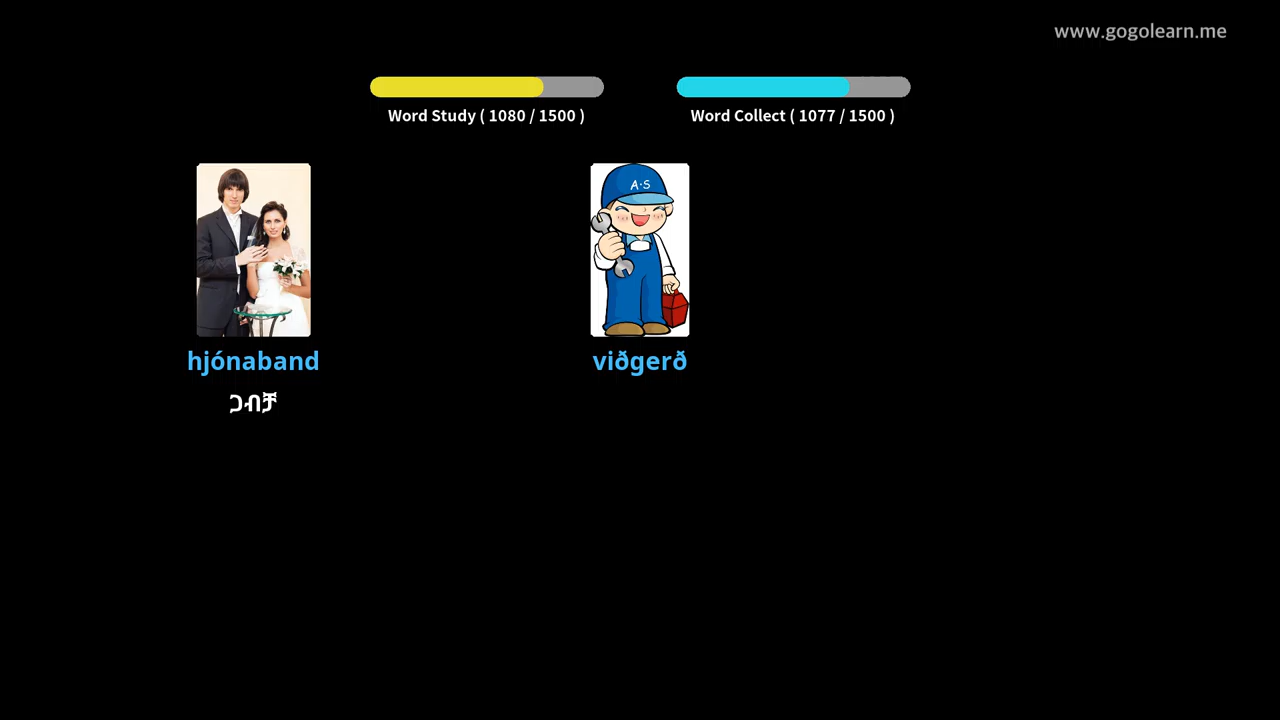 www.gogolearn.me
Word Study ( 1080 / 1500 )
Word Collect ( 1077 / 1500 )
A·S
hjónaband
viðgerð
ጋብቻ